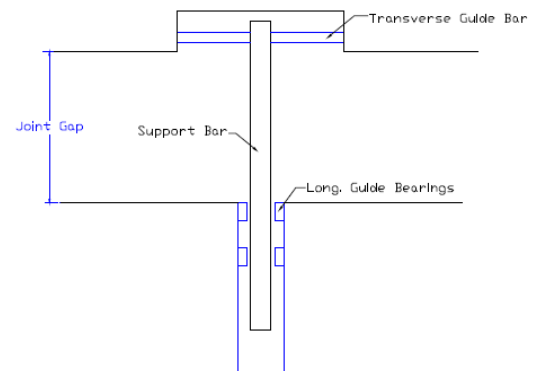 Transverse Guide Bar
Joint Gap
Support Bar
Long. Guide Bearings